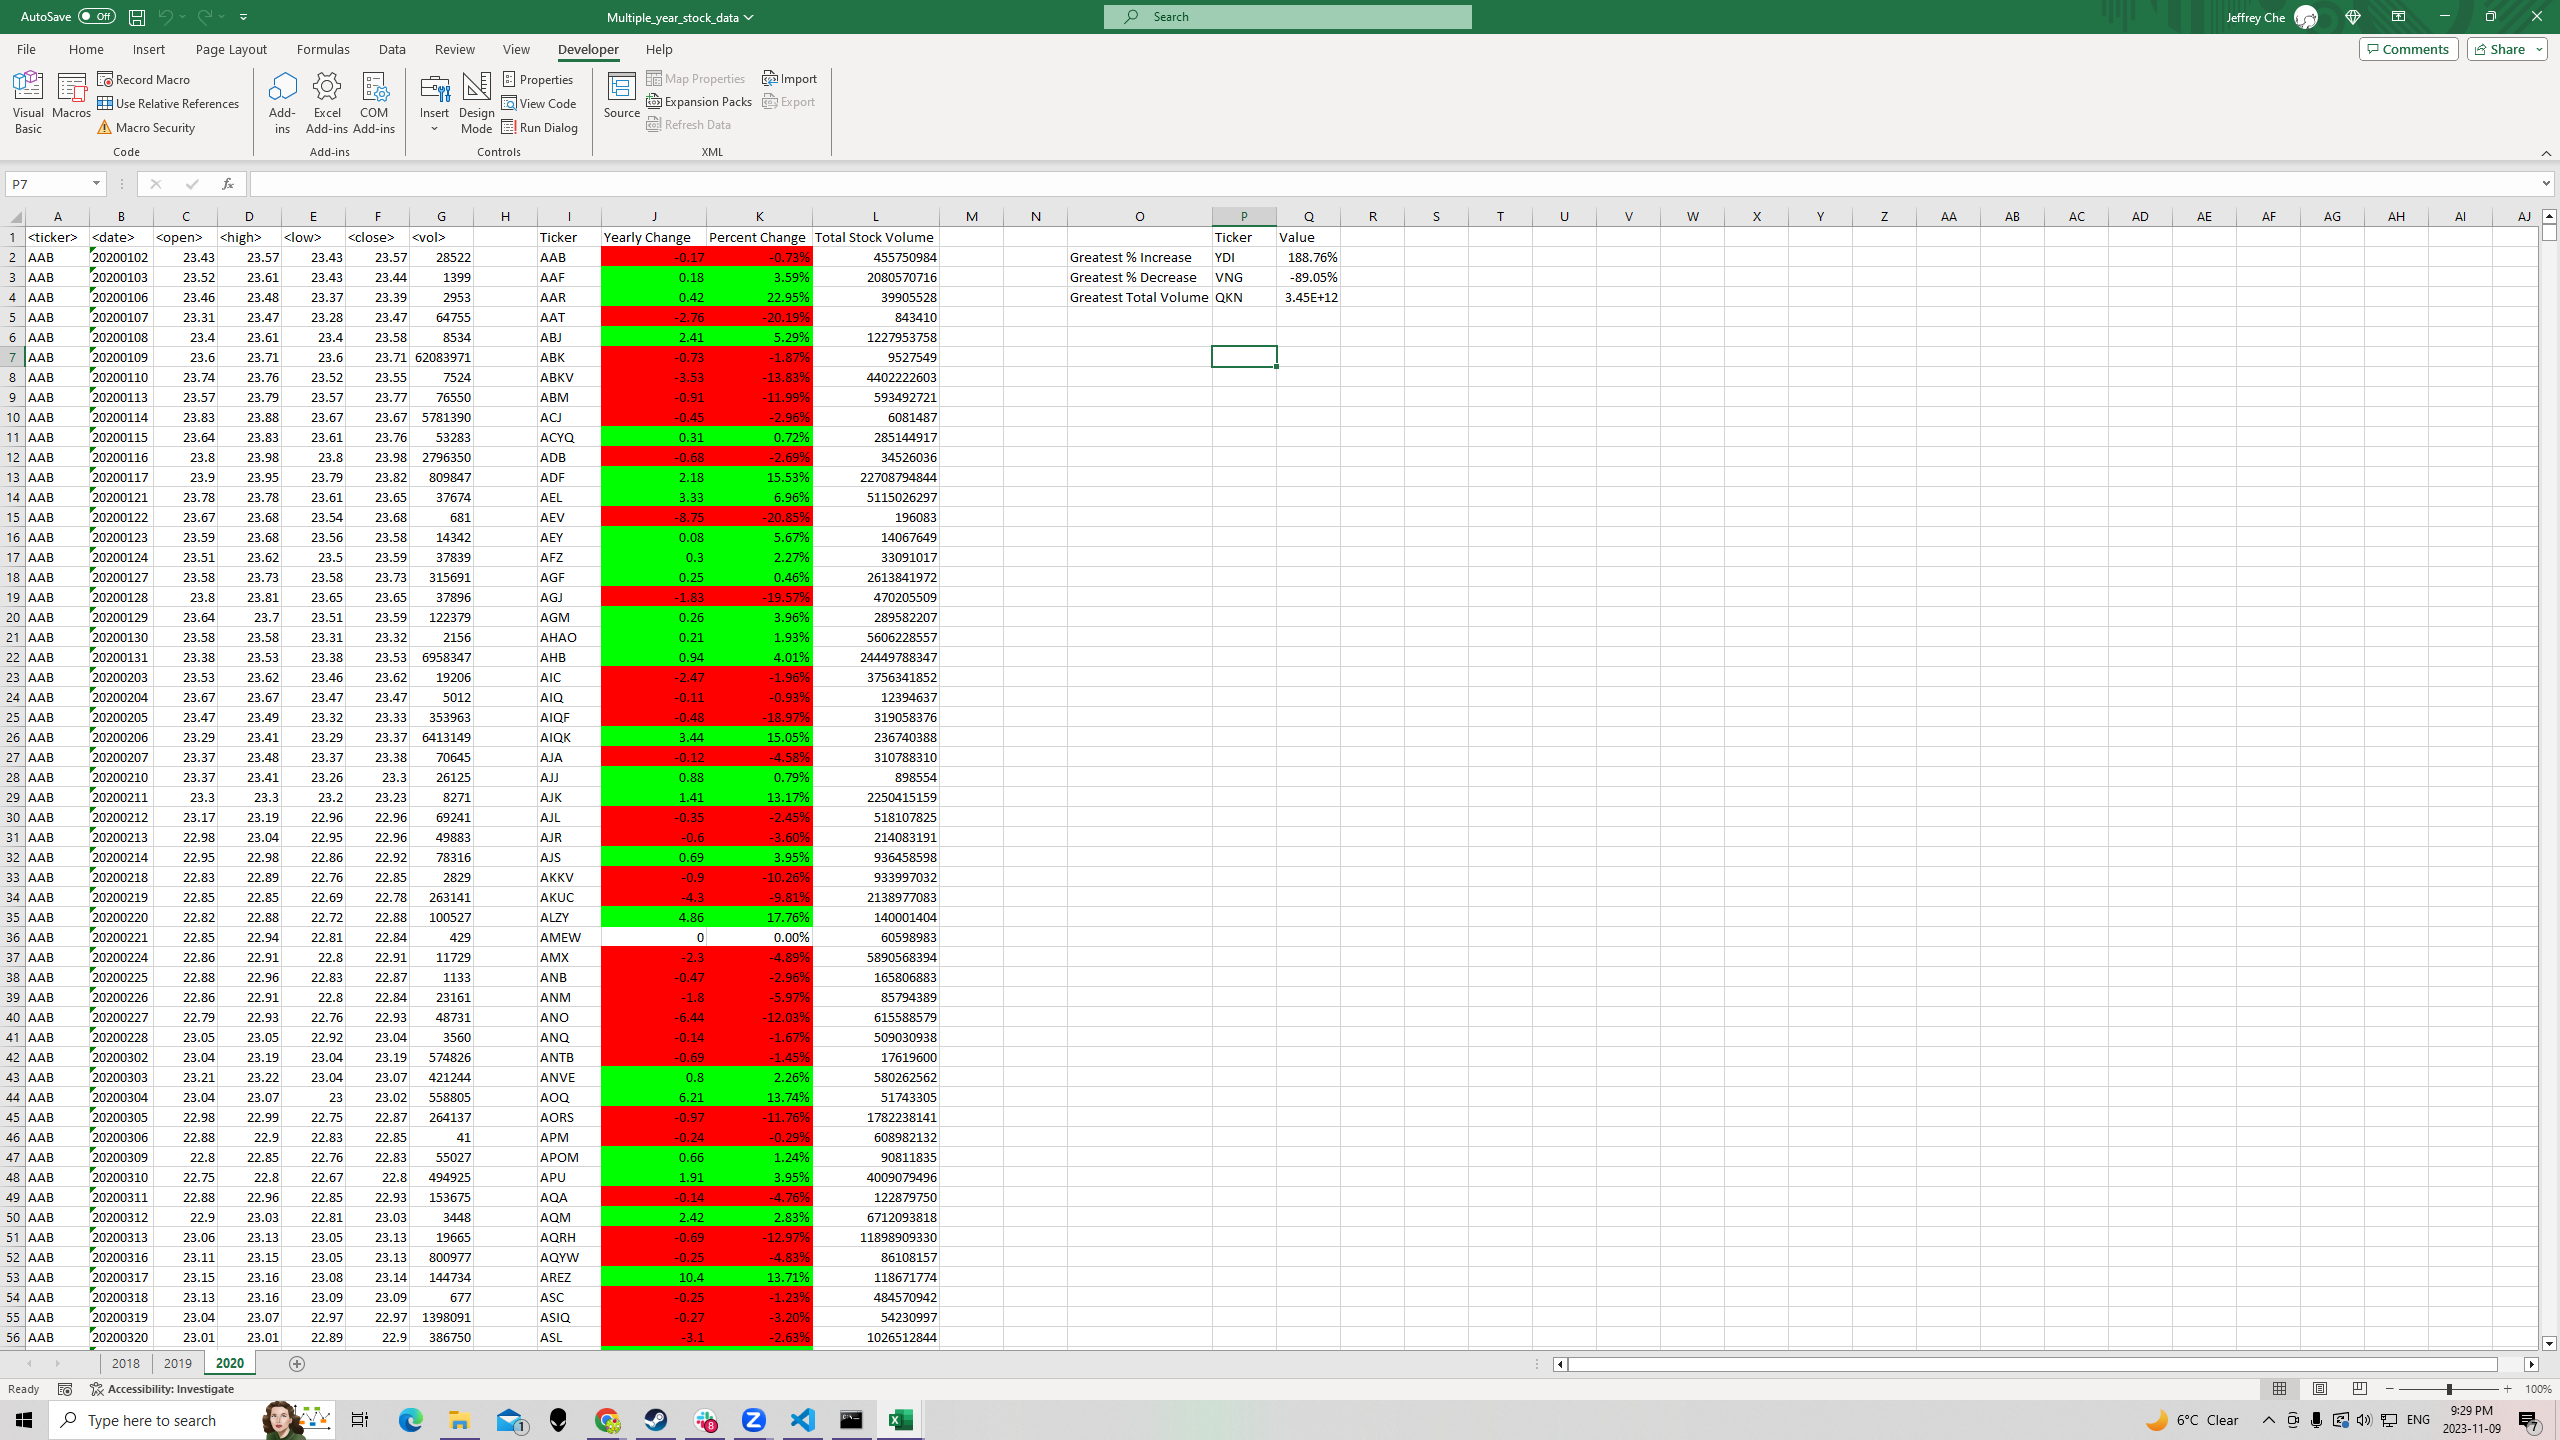 AutoSave Off Multiple_year_stock_data Search Jeffrey Che
File Home Insert Page Layout Formulas Data Review View Developer Help Comments Share
Visual Basic Macros Record Macro Use Relative References Macro Security Code
Add-ins Excel Add-ins COM Add-ins Add-ins
Insert Design Mode Properties View Code Run Dialog Controls
Source Map Properties Expansion Packs Refresh Data Import Export XML
P7 fx
A B C D E F G H I J K L M N O P Q R S T U V W X Y Z AA AB AC AD AE AF AG AH AI AJ
1 <ticker> <date> <open> <high> <low> <close> <vol> Ticker Yearly Change Percent Change Total Stock Volume Ticker Value
2 AAB 20200102 23.43 23.57 23.43 23.57 28522 AAB -0.17 -0.73% 455750984 Greatest % Increase YDI 188.76%
3 AAB 20200103 23.52 23.61 23.43 23.44 1399 AAF 0.18 3.59% 2080570716 Greatest % Decrease VNG -89.05%
4 AAB 20200106 23.46 23.48 23.37 23.39 2953 AAR 0.42 22.95% 39905528 Greatest Total Volume QKN 3.45E+12
5 AAB 20200107 23.31 23.47 23.28 23.47 64755 AAT -2.76 -20.19% 843410
6 AAB 20200108 23.4 23.61 23.4 23.58 8534 ABJ 2.41 5.29% 1227953758
7 AAB 20200109 23.6 23.71 23.6 23.71 62083971 ABK -0.73 -1.87% 9527549
8 AAB 20200110 23.74 23.76 23.52 23.55 7524 ABKV -3.53 -13.83% 4402222603
9 AAB 20200113 23.57 23.79 23.57 23.77 76550 ABM -0.91 -11.99% 593492721
10 AAB 20200114 23.83 23.88 23.67 23.67 5781390 ACJ -0.45 -2.96% 6081487
11 AAB 20200115 23.64 23.83 23.61 23.76 53283 ACYQ 0.31 0.72% 285144917
12 AAB 20200116 23.8 23.98 23.8 23.98 2796350 ADB -0.68 -2.69% 34526036
13 AAB 20200117 23.9 23.95 23.79 23.82 809847 ADF 2.18 15.53% 22708794844
14 AAB 20200121 23.78 23.78 23.61 23.65 37674 AEL 3.33 6.96% 5115026297
15 AAB 20200122 23.67 23.68 23.54 23.68 681 AEV -8.75 -20.85% 196083
16 AAB 20200123 23.59 23.68 23.56 23.58 14342 AEY 0.08 5.67% 14067649
17 AAB 20200124 23.51 23.62 23.5 23.59 37839 AFZ 0.3 2.27% 33091017
18 AAB 20200127 23.58 23.73 23.58 23.73 315691 AGF 0.25 0.46% 2613841972
19 AAB 20200128 23.8 23.81 23.65 23.65 37896 AGJ -1.83 -19.57% 470205509
20 AAB 20200129 23.64 23.7 23.51 23.59 122379 AGM 0.26 3.96% 289582207
21 AAB 20200130 23.58 23.58 23.31 23.32 2156 AHAO 0.21 1.93% 5606228557
22 AAB 20200131 23.38 23.53 23.38 23.53 6958347 AHB 0.94 4.01% 24449788347
23 AAB 20200203 23.53 23.62 23.46 23.62 19206 AIC -2.47 -1.96% 3756341852
24 AAB 20200204 23.67 23.67 23.47 23.47 5012 AIQ -0.11 -0.93% 12394637
25 AAB 20200205 23.47 23.49 23.32 23.33 353963 AIQF -0.48 -18.97% 319058376
26 AAB 20200206 23.29 23.41 23.29 23.37 6413149 AIQK 3.44 15.05% 236740388
27 AAB 20200207 23.37 23.48 23.37 23.38 70645 AJA -0.12 -4.58% 310788310
28 AAB 20200210 23.37 23.41 23.26 23.3 26125 AJJ 0.88 0.79% 898554
29 AAB 20200211 23.3 23.3 23.2 23.23 8271 AJK 1.41 13.17% 2250415159
30 AAB 20200212 23.17 23.19 22.96 22.96 69241 AJL -0.35 -2.45% 518107825
31 AAB 20200213 22.98 23.04 22.95 22.96 49883 AJR -0.6 -3.60% 214083191
32 AAB 20200214 22.95 22.98 22.86 22.92 78316 AJS 0.69 3.95% 936458598
33 AAB 20200218 22.83 22.89 22.76 22.85 2829 AKKV -0.9 -10.26% 933997032
34 AAB 20200219 22.85 22.85 22.69 22.78 263141 AKUC -4.3 -9.81% 2138977083
35 AAB 20200220 22.82 22.88 22.72 22.88 100527 ALZY 4.86 17.76% 140001404
36 AAB 20200221 22.85 22.94 22.81 22.84 429 AMEW 0 0.00% 60598983
37 AAB 20200224 22.86 22.91 22.8 22.91 11729 AMX -2.3 -4.89% 5890568394
38 AAB 20200225 22.88 22.96 22.83 22.87 1133 ANB -0.47 -2.96% 165806883
39 AAB 20200226 22.86 22.91 22.8 22.84 23161 ANM -1.8 -5.97% 85794389
40 AAB 20200227 22.79 22.93 22.76 22.93 48731 ANO -6.44 -12.03% 615588579
41 AAB 20200228 23.05 23.05 22.92 23.04 3560 ANQ -0.14 -1.67% 509030938
42 AAB 20200302 23.04 23.19 23.04 23.19 574826 ANTB -0.69 -1.45% 17619600
43 AAB 20200303 23.21 23.22 23.04 23.07 421244 ANVE 0.8 2.26% 580262562
44 AAB 20200304 23.04 23.07 23 23.02 558805 AOQ 6.21 13.74% 51743305
45 AAB 20200305 22.98 22.99 22.75 22.87 264137 AORS -0.97 -11.76% 1782238141
46 AAB 20200306 22.88 22.9 22.83 22.85 41 APM -0.24 -0.29% 608982132
47 AAB 20200309 22.8 22.85 22.76 22.83 55027 APOM 0.66 1.24% 90811835
48 AAB 20200310 22.75 22.8 22.67 22.8 494925 APU 1.91 3.95% 4009079496
49 AAB 20200311 22.88 22.96 22.85 22.93 153675 AQA -0.14 -4.76% 122879750
50 AAB 20200312 22.9 23.03 22.81 23.03 3448 AQM 2.42 2.83% 6712093818
51 AAB 20200313 23.06 23.13 23.05 23.13 19665 AQRH -0.69 -12.97% 11898909330
52 AAB 20200316 23.11 23.15 23.05 23.13 800977 AQYW -0.25 -4.83% 86108157
53 AAB 20200317 23.15 23.16 23.08 23.14 144734 AREZ 10.4 13.71% 118671774
54 AAB 20200318 23.13 23.16 23.09 23.09 677 ASC -0.25 -1.23% 484570942
55 AAB 20200319 23.04 23.07 22.97 22.97 1398091 ASIQ -0.27 -3.20% 54230997
56 AAB 20200320 23.01 23.01 22.89 22.9 386750 ASL -3.1 -2.63% 1026512844
2018 2019 2020
Ready Accessibility: Investigate 100%
Type here to search 1 8 6°C Clear ENG 9:29 PM 2023-11-09 7